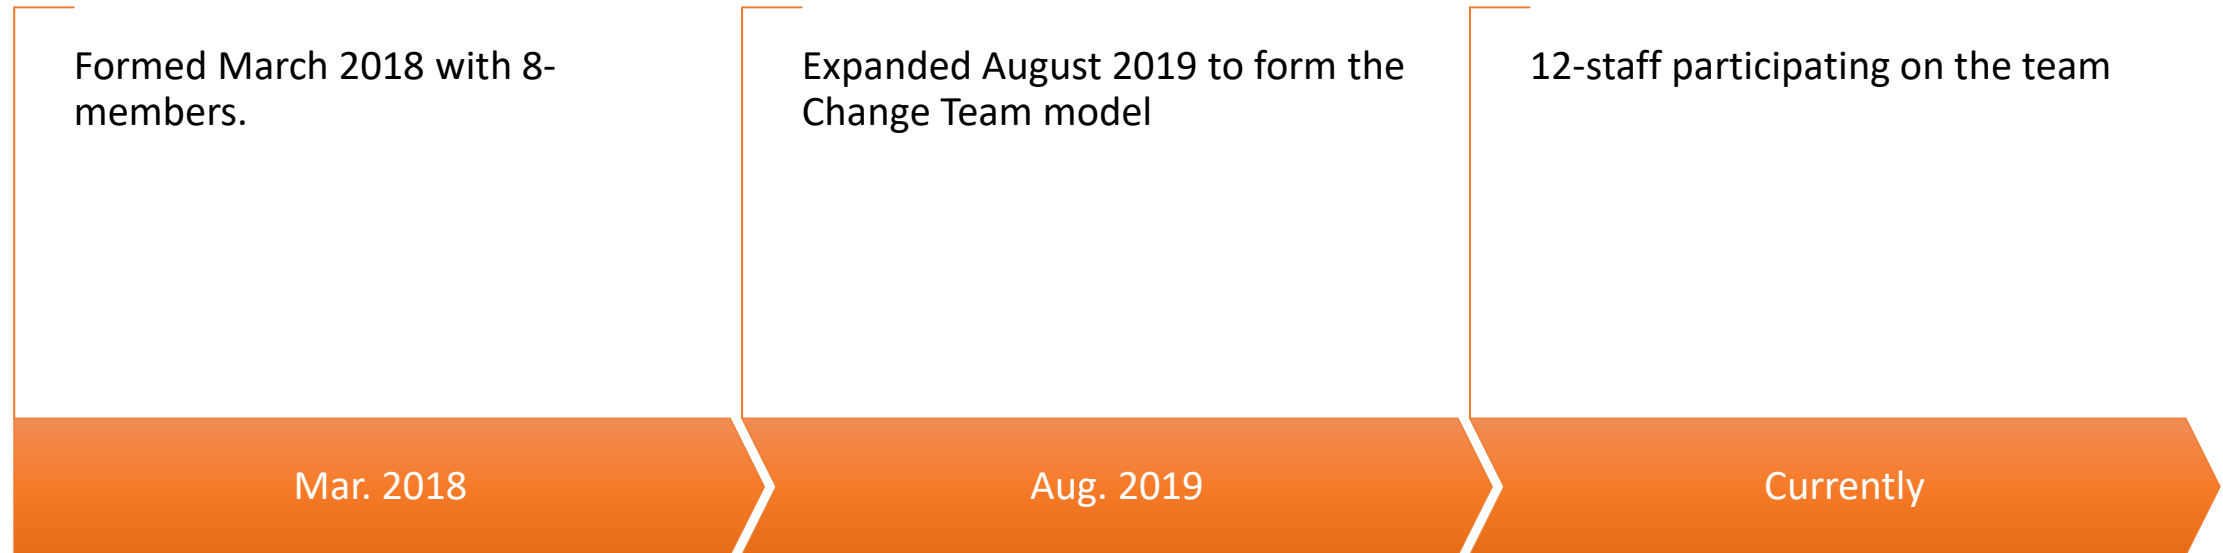 Formed March 2018 with 8-
members.
Expanded August 2019 to form the
Change Team model
12-staff participating on the team
Mar. 2018
Aug. 2019
Currently